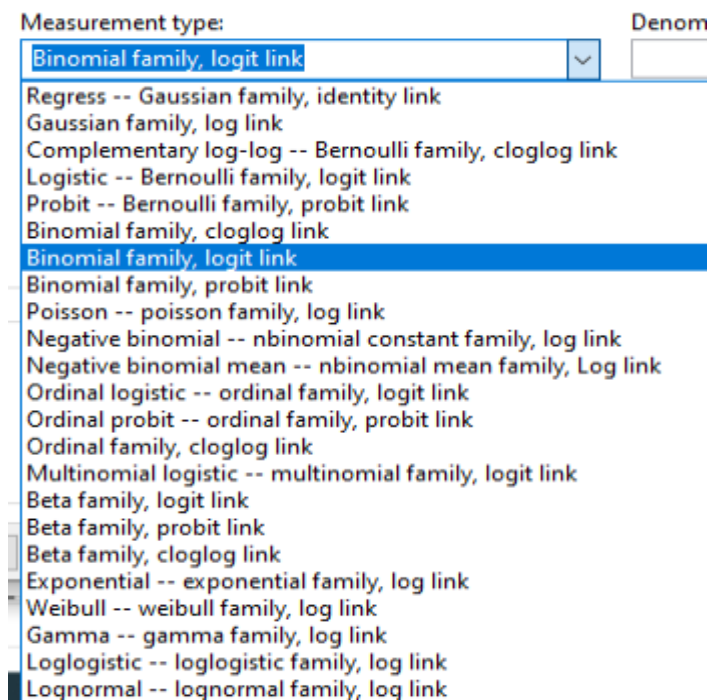 Measurement type:
Denom
Binomial family, logit link
Regress -- Gaussian family, identity link
Gaussian family, log link
Complementary log-log -- Bernoulli family, cloglog link
Logistic -- Bernoulli family, logit link
Probit -- Bernoulli family, probit link
Binomial family, cloglog link
Binomial family, logit link
Binomial family, probit link
Poisson -- poisson family, log link
Negative binomial -- nbinomial constant family, log link
Negative binomial mean -- nbinomial mean family, Log link
Ordinal logistic -- ordinal family, logit link
Ordinal probit -- ordinal family, probit link
Ordinal family, cloglog link
Multinomial logistic -- multinomial family, logit link
Beta family, logit link
Beta family, probit link
Beta family, cloglog link
Exponential -- exponential family, log link
Weibull -- weibull family, log link
Gamma -- gamma family, log link
Loglogistic -- loglogistic family, log link
Lognormal -- lognormal family, log link